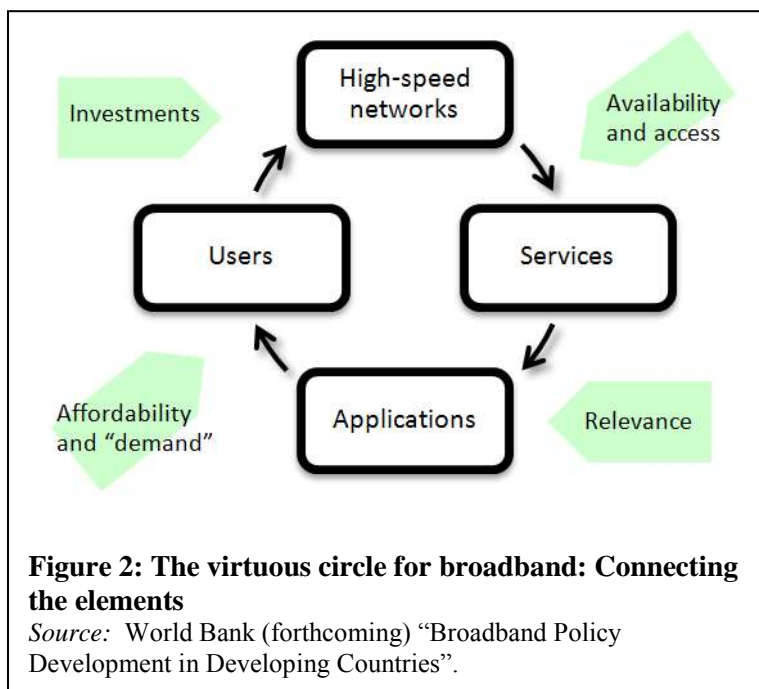 High-speed
networks
Investments
Availability
and access
Users
Services
Affordability
and “demand”
Applications
Relevance
Figure 2: The virtuous circle for broadband: Connecting
the elements
Source:  World Bank (forthcoming) “Broadband Policy
Development in Developing Countries”.